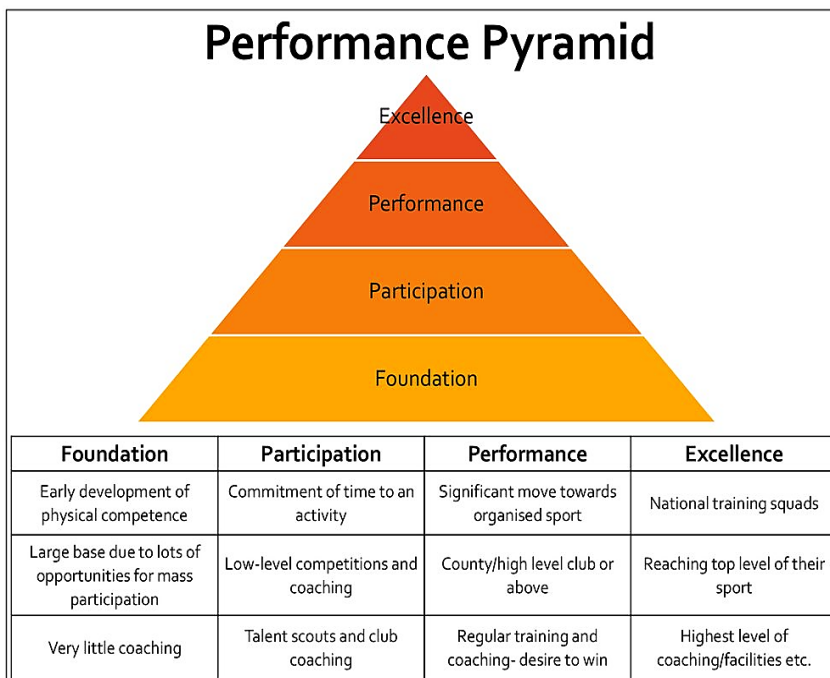 Performance Pyramid
Excellence
Performance
Participation
Foundation
Foundation
Participation
Performance
Excellence
Early development of
physical competence
Commitment of time to an
activity
Significant move towards
organised sport
National training squads
Large base due to lots of
opportunities for mass
participation
Low-level competitions and
coaching
County/high level club or
above
Reaching top level of their
sport
Very little coaching
Talent scouts and club
coaching
Regular training and
coaching- desire to win
Highest level of
coaching/facilities etc.